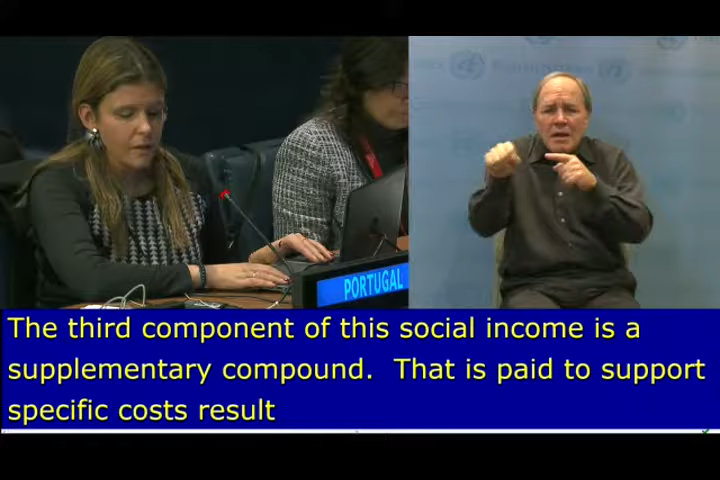 PORTUGAL
The third component of this social income is a
supplementary compound.  That is paid to support
specific costs result